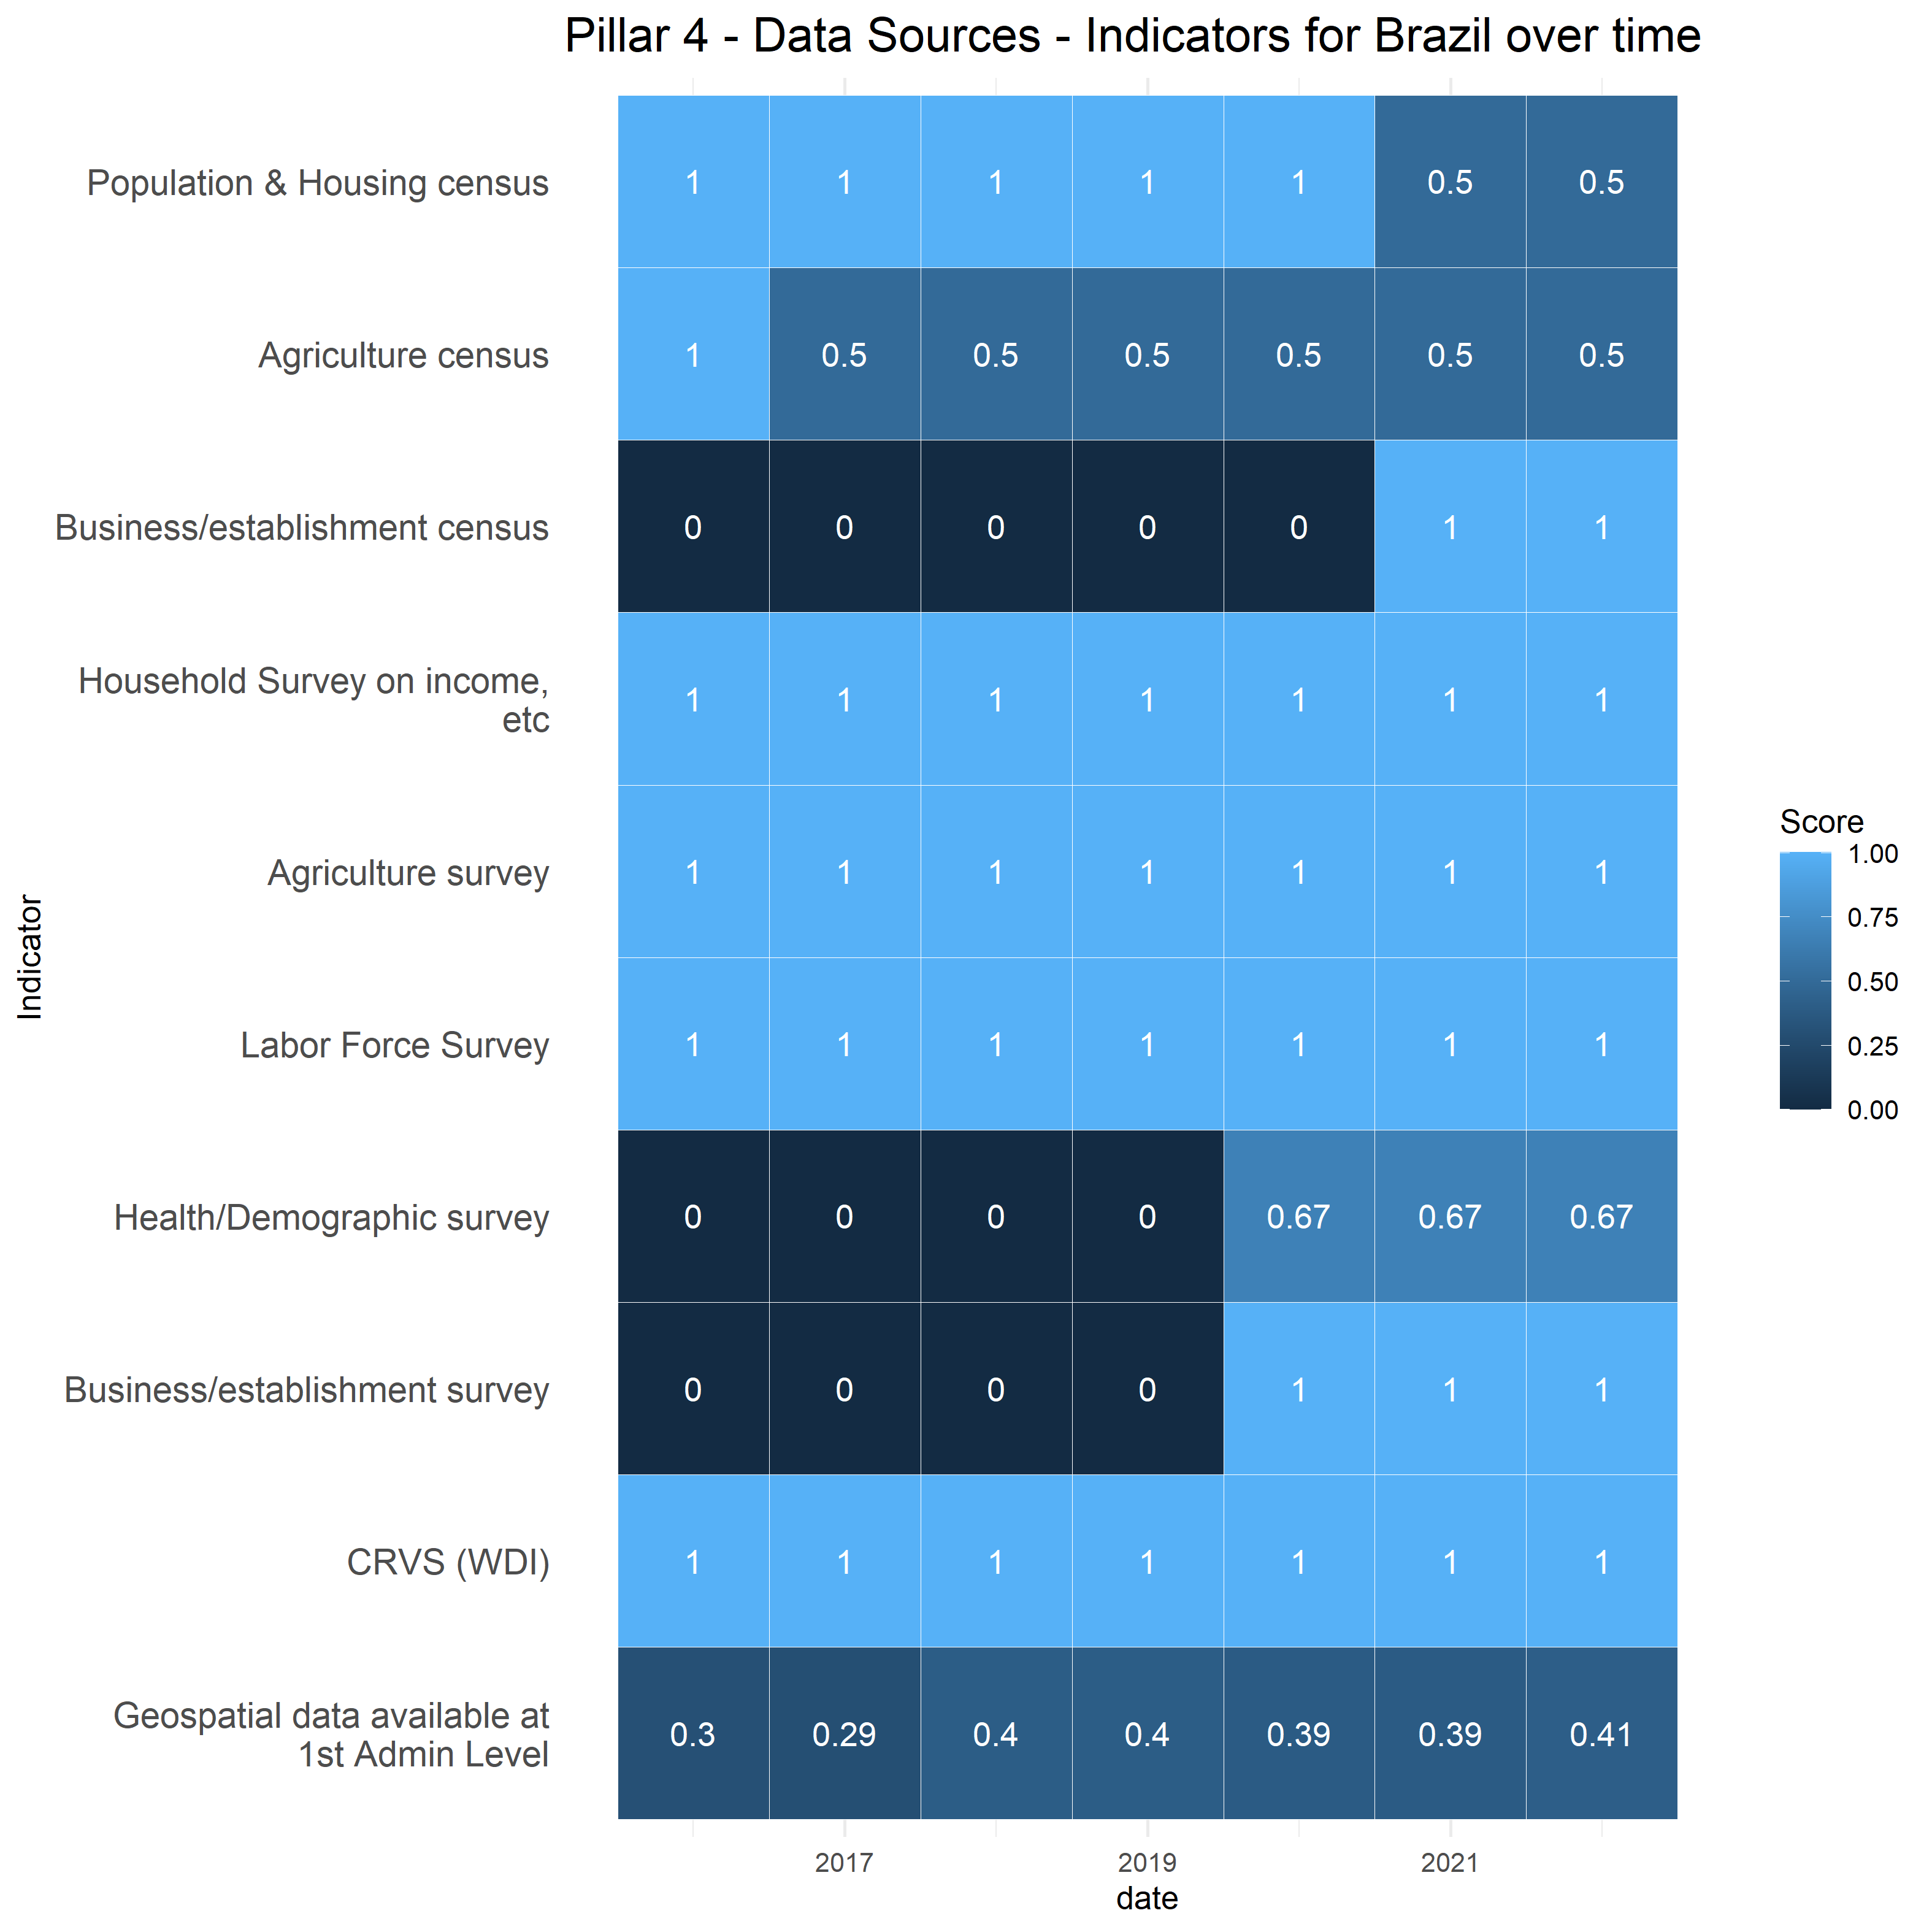 Pillar 4 - Data Sources - Indicators for Brazil over time
Population & Housing census
1 1 1 1 1 0.5 0.5
Agriculture census
1 0.5 0.5 0.5 0.5 0.5 0.5
Business/establishment census
0 0 0 0 0 1 1
Household Survey on income,
etc
1 1 1 1 1 1 1
Agriculture survey
1 1 1 1 1 1 1
Labor Force Survey
1 1 1 1 1 1 1
Health/Demographic survey
0 0 0 0 0.67 0.67 0.67
Business/establishment survey
0 0 0 0 1 1 1
CRVS (WDI)
1 1 1 1 1 1 1
Geospatial data available at
1st Admin Level
0.3 0.29 0.4 0.4 0.39 0.39 0.41
2017 2019 2021
date
Indicator
Score
1.00
0.75
0.50
0.25
0.00